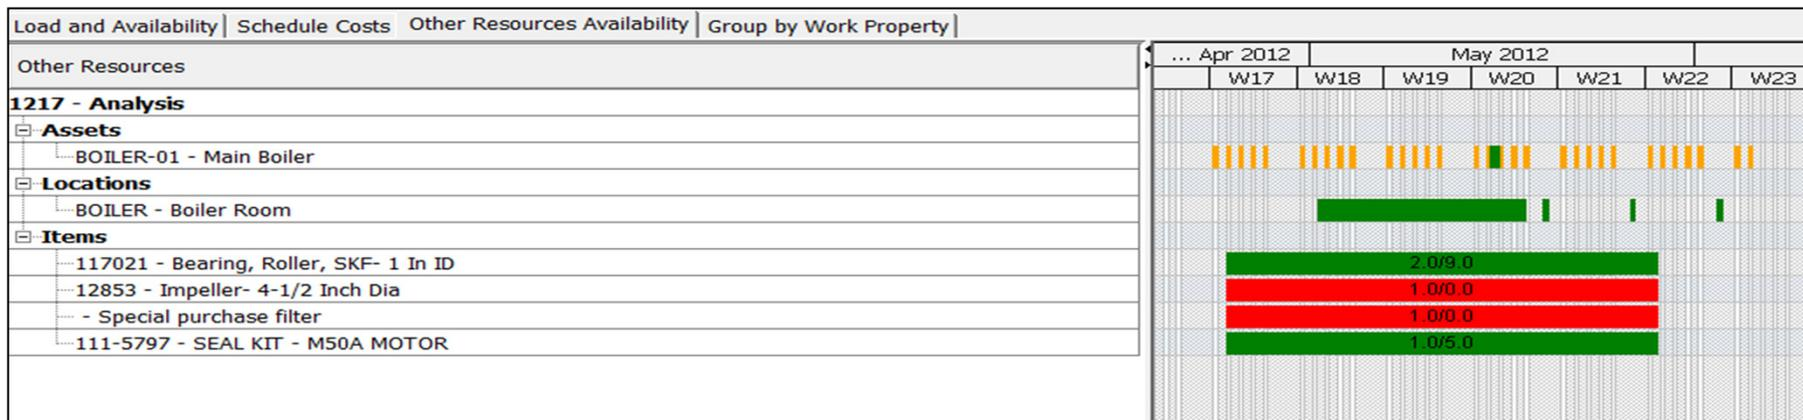 Load and Availability Schedule Costs Other Resources Availability Group by Work Property
Other Resources
... Apr 2012 May 2012
W17 W18 W19 W20 W21 W22 W23
1217 - Analysis
Assets
BOILER-01 - Main Boiler
Locations
BOILER - Boiler Room
Items
117021 - Bearing, Roller, SKF- 1 In ID 2.0/9.0
12853 - Impeller- 4-1/2 Inch Dia 1.0/0.0
- Special purchase filter 1.0/0.0
111-5797 - SEAL KIT - M50A MOTOR 1.0/5.0